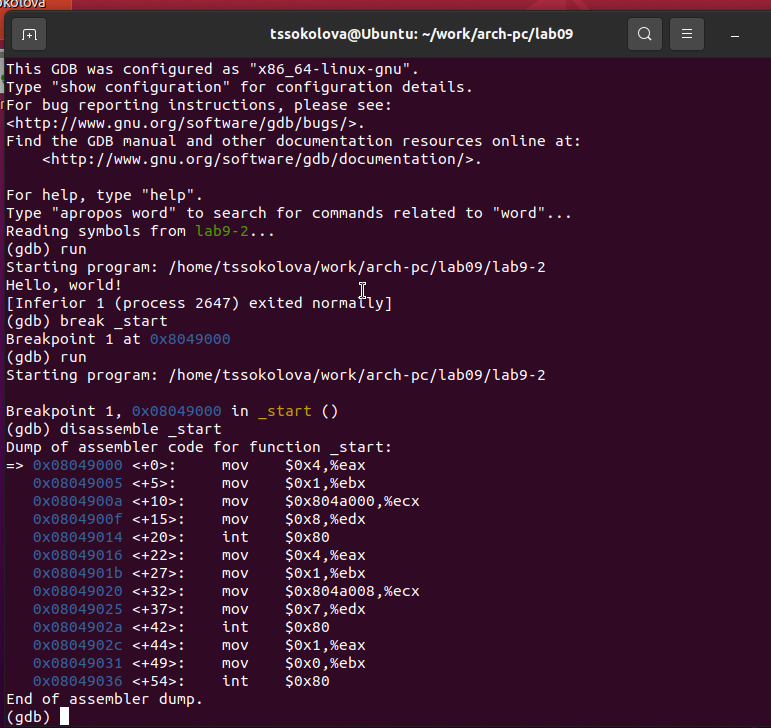 okolova
tssokolova@Ubuntu: ~/work/arch-pc/lab09
This GDB was configured as "x86_64-linux-gnu".
Type "show configuration" for configuration details.
For bug reporting instructions, please see:
<http://www.gnu.org/software/gdb/bugs/>.
Find the GDB manual and other documentation resources online at:
    <http://www.gnu.org/software/gdb/documentation/>.

For help, type "help".
Type "apropos word" to search for commands related to "word"...
Reading symbols from lab9-2...
(gdb) run
Starting program: /home/tssokolova/work/arch-pc/lab09/lab9-2
Hello, world!
[Inferior 1 (process 2647) exited normally]
(gdb) break _start
Breakpoint 1 at 0x8049000
(gdb) run
Starting program: /home/tssokolova/work/arch-pc/lab09/lab9-2

Breakpoint 1, 0x08049000 in _start ()
(gdb) disassemble _start
Dump of assembler code for function _start:
=> 0x08049000 <+0>:     mov    $0x4,%eax
   0x08049005 <+5>:     mov    $0x1,%ebx
   0x0804900a <+10>:    mov    $0x804a000,%ecx
   0x0804900f <+15>:    mov    $0x8,%edx
   0x08049014 <+20>:    int    $0x80
   0x08049016 <+22>:    mov    $0x4,%eax
   0x0804901b <+27>:    mov    $0x1,%ebx
   0x08049020 <+32>:    mov    $0x804a008,%ecx
   0x08049025 <+37>:    mov    $0x7,%edx
   0x0804902a <+42>:    int    $0x80
   0x0804902c <+44>:    mov    $0x1,%eax
   0x08049031 <+49>:    mov    $0x0,%ebx
   0x08049036 <+54>:    int    $0x80
End of assembler dump.
(gdb)